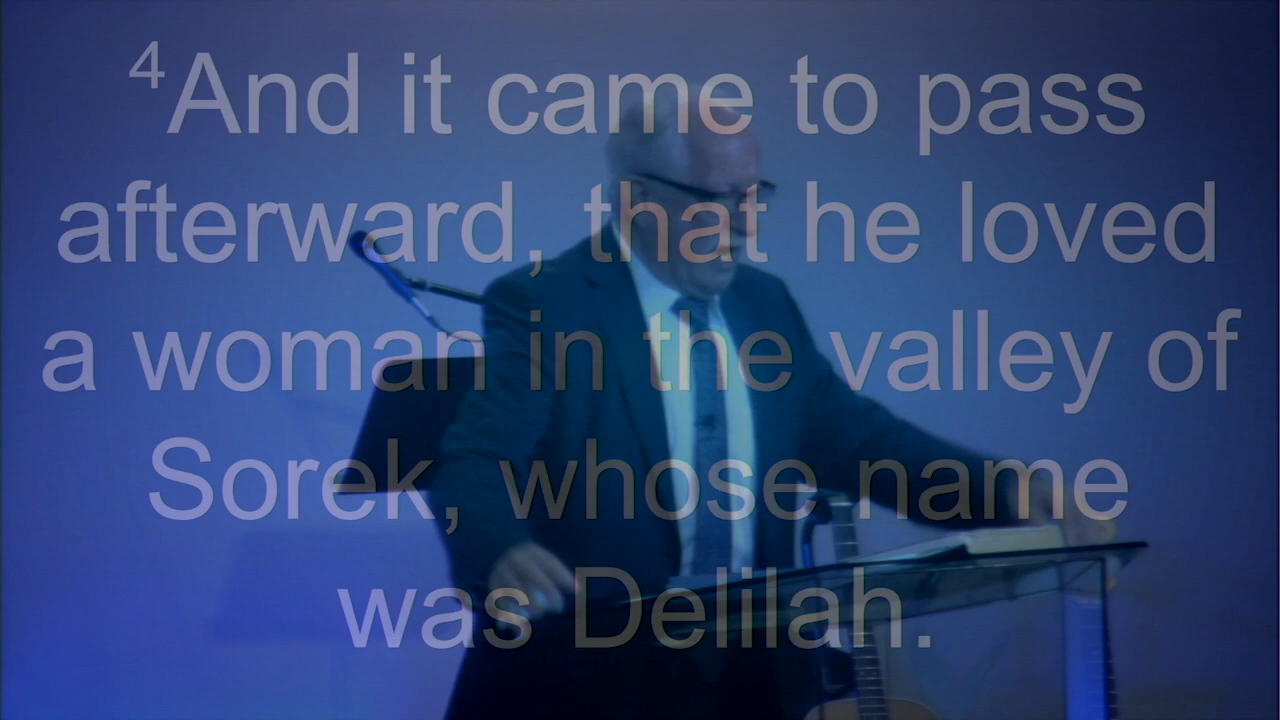 4And it came to pass
afterward, that he loved
a woman in the valley of
Sorek, whose name
was Delilah.